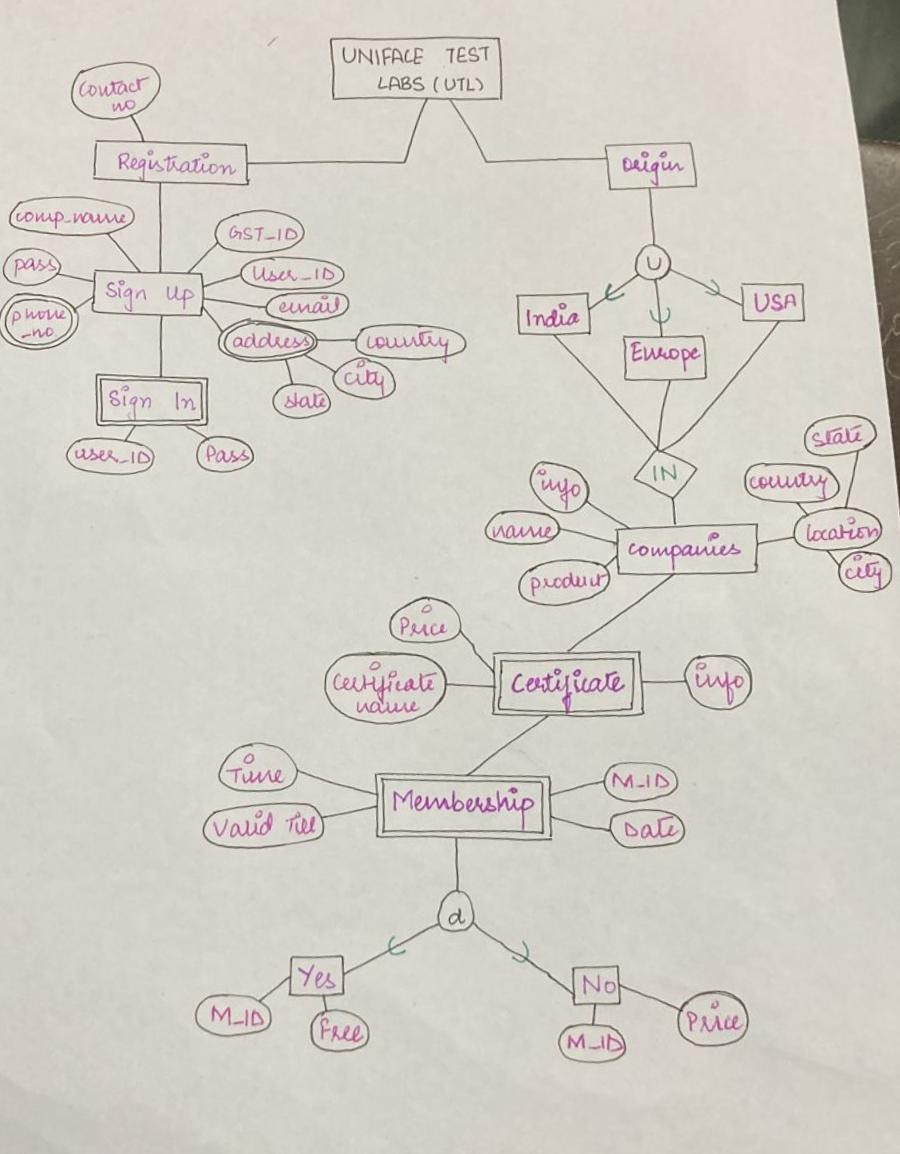 UNIFACE TEST
LABS (UTL)
Contact
no
Registration
Origin
comp_name
GST_ID
pass
User_ID
Sign Up
email
phone
_no
address
country
city
state
Sign In
user_ID
Pass
U
India
USA
Europe
IN
state
country
info
name
location
companies
product
city
Price
Certificate
name
Certificate
info
Time
M_ID
Membership
Valid Till
Date
d
Yes
No
M_ID
Free
M_ID
Price